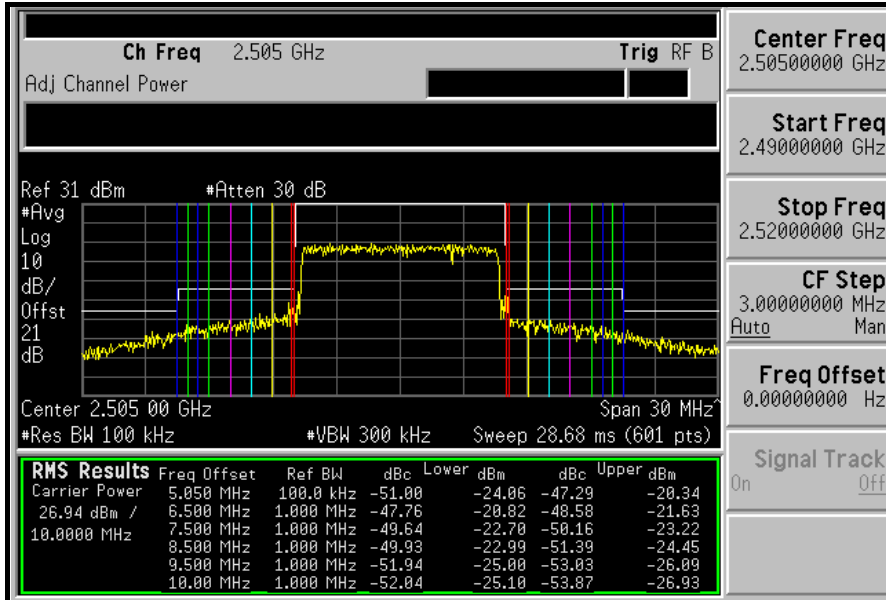 Ch Freq 2.505 GHz Trig RF B
Adj Channel Power
Ref 31 dBm #Atten 30 dB
#Avg
Log
10
dB/
Offst
21
dB
Center 2.505 00 GHz Span 30 MHz^
#Res BW 100 kHz #VBW 300 kHz Sweep 28.68 ms (601 pts)
RMS Results Freq Offset Ref BW dBc Lower dBm dBc Upper dBm
Carrier Power 5.050 MHz 100.0 kHz -51.00 -24.06 -47.29 -20.34
26.94 dBm / 6.500 MHz 1.000 MHz -47.76 -20.82 -48.58 -21.63
10.0000 MHz 7.500 MHz 1.000 MHz -49.64 -22.70 -50.16 -23.22
8.500 MHz 1.000 MHz -49.93 -22.99 -51.39 -24.45
9.500 MHz 1.000 MHz -51.94 -25.00 -53.03 -26.09
10.00 MHz 1.000 MHz -52.04 -25.10 -53.87 -26.93
Center Freq
2.50500000 GHz
Start Freq
2.49000000 GHz
Stop Freq
2.52000000 GHz
CF Step
3.00000000 MHz
Auto Man
Freq Offset
0.00000000 Hz
Signal Track
On Off